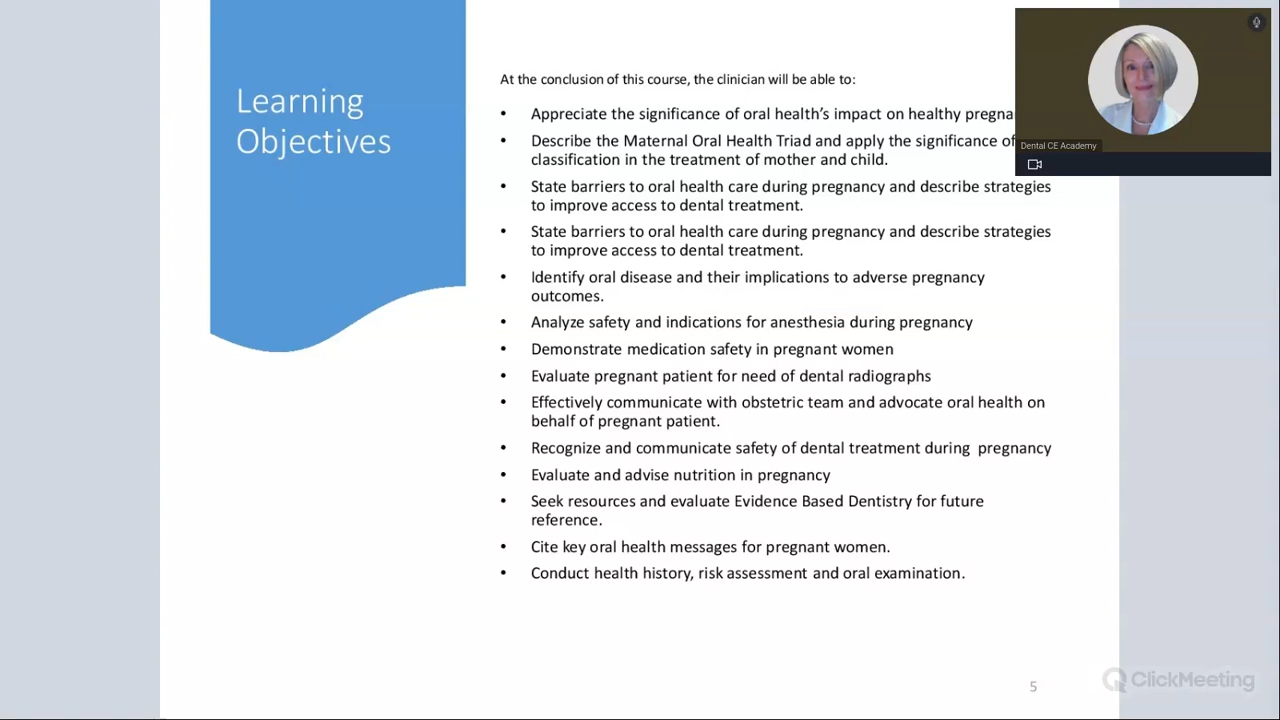 Learning
Objectives
At the conclusion of this course, the clinician will be able to:
• Appreciate the significance of oral health's impact on healthy
• Describe the Maternal Oral Health Triad and apply the significance of
classification in the treatment of mother and child.
• State barriers to oral health care during pregnancy and describe strategies
to improve access to dental treatment.
• State barriers to oral health care during pregnancy and describe strategies
to improve access to dental treatment.
• Identify oral disease and their implications to adverse pregnancy
outcomes.
• Analyze safety and indications for anesthesia during pregnancy
• Demonstrate medication safety in pregnant women
• Evaluate pregnant patient for need of dental radiographs
• Effectively communicate with obstetric team and advocate oral health on
behalf of pregnant patient.
• Recognize and communicate safety of dental treatment during pregnancy
• Evaluate and advise nutrition in pregnancy
• Seek resources and evaluate Evidence Based Dentistry for future
reference.
• Cite key oral health messages for pregnant women.
• Conduct health history, risk assessment and oral examination.
Dental CE Academy
5
ClickMeeting